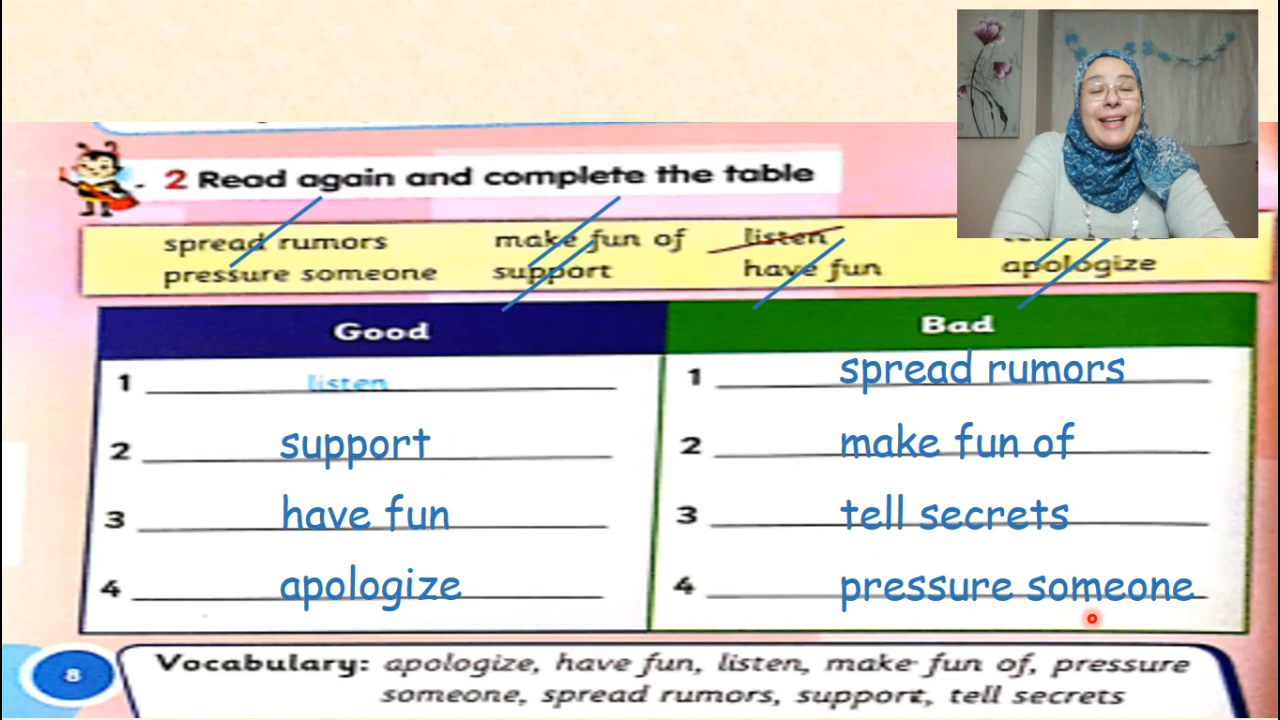 2 Read again and complete the table
spread rumors make fun of listen
pressure someone support have fun apologize
Good Bad
1 listen 1 spread rumors
2 support 2 make fun of
3 have fun 3 tell secrets
4 apologize 4 pressure someone
8
Vocabulary: apologize, have fun, listen, make fun of, pressure
someone, spread rumors, support, tell secrets